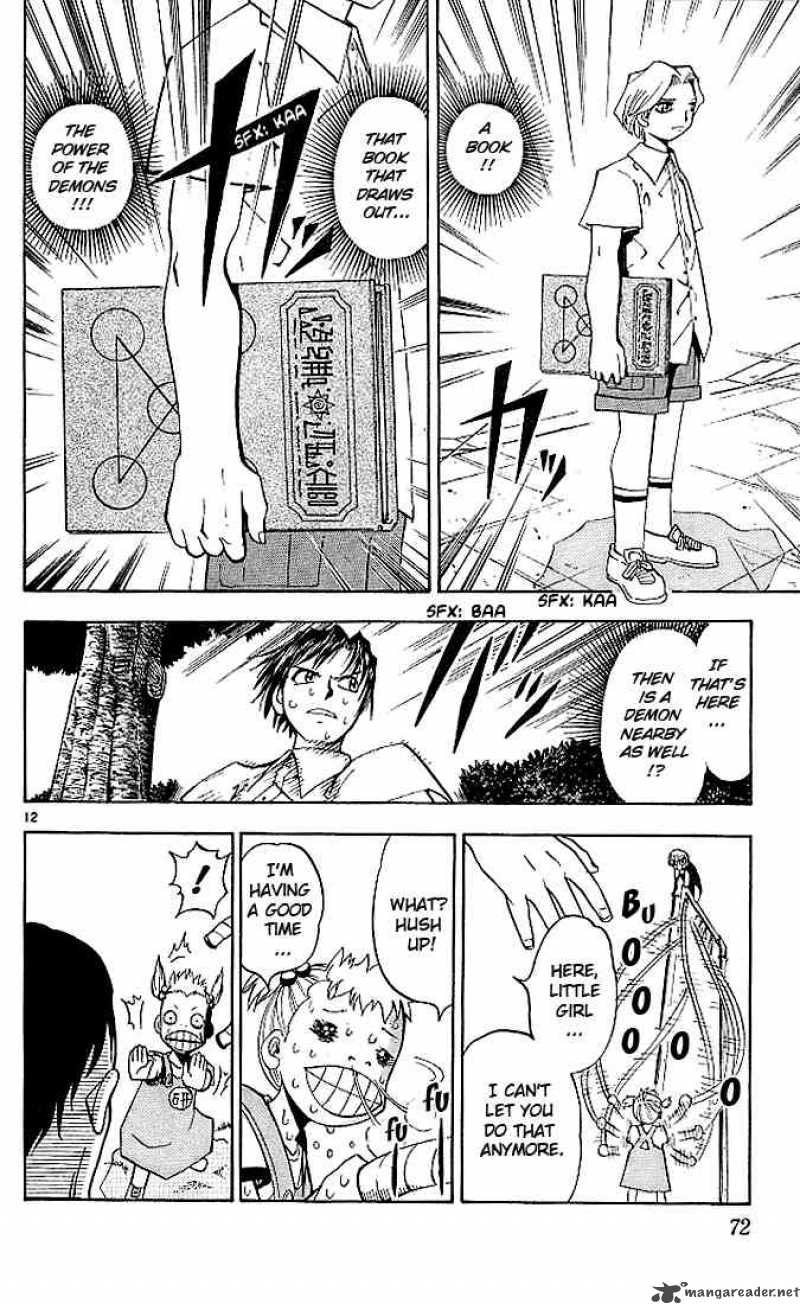 A
BOOK
!!
SFX: KAA
THAT
BOOK
THAT
DRAWS
OUT...
SFX: KAA
THE
POWER
OF THE
DEMONS
!!!
IF
THAT'S
HERE
...
THEN
IS A
DEMON
NEARBY
AS WELL
!?
SFX: BAA
12
BU
O
O
O
O
O
O
HERE,
LITTLE
GIRL
...
I CAN'T
LET YOU
DO THAT
ANYMORE.
WHAT?
HUSH
UP!
I'M
HAVING
A GOOD
TIME
...
FU
FU
!
72
mangareader.net